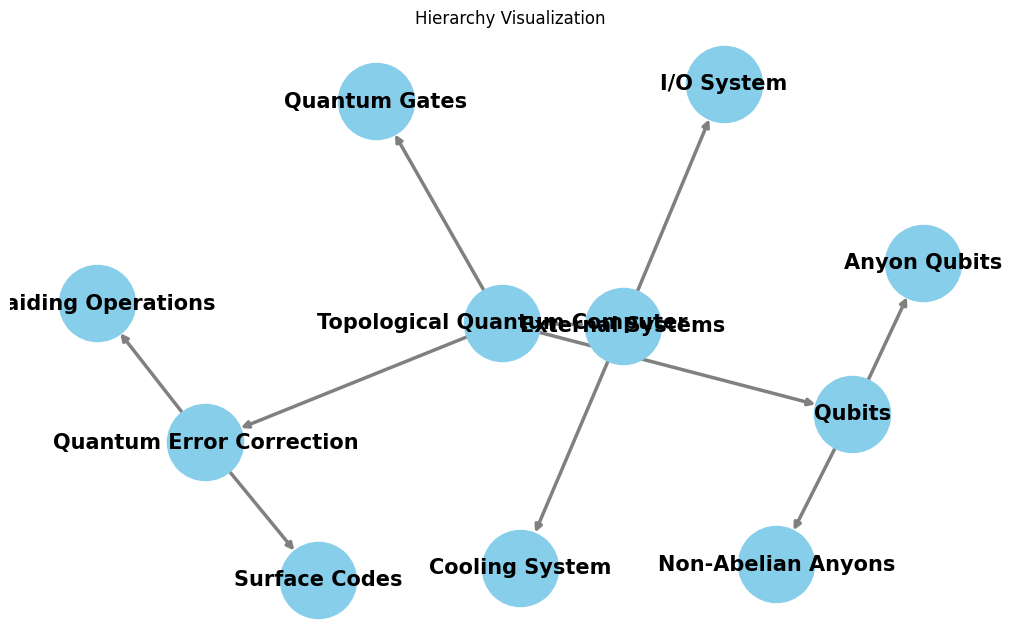 Hierarchy Visualization
I/O System
Quantum Gates
Anyon Qubits
aiding Operations
Topological Quantum Computer
External Systems
Qubits
Quantum Error Correction
Non-Abelian Anyons
Cooling System
Surface Codes